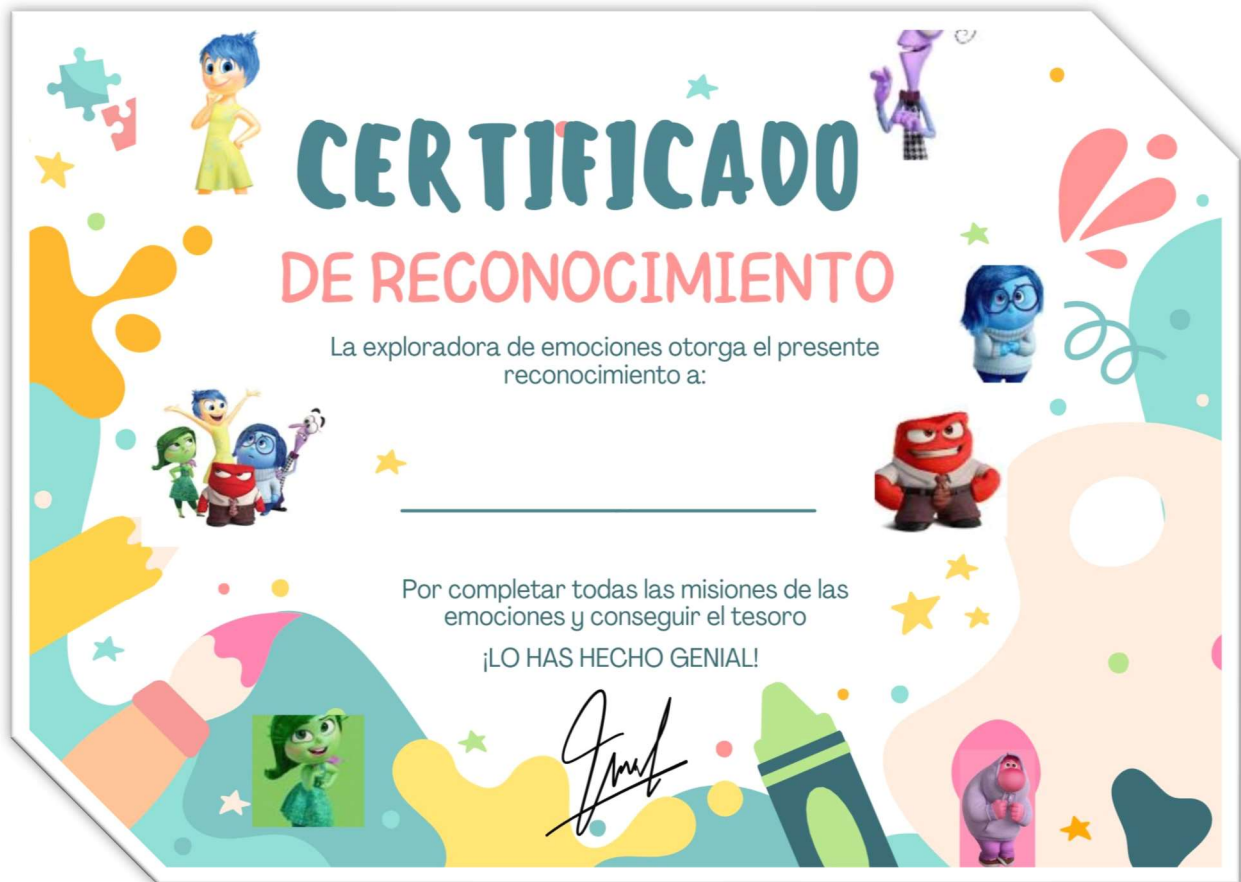 CERTIFICADO
DE RECONOCIMIENTO
La exploradora de emociones otorga el presente
reconocimiento a:
Por completar todas las misiones de las
emociones y conseguir el tesoro
¡LO HAS HECHO GENIAL!